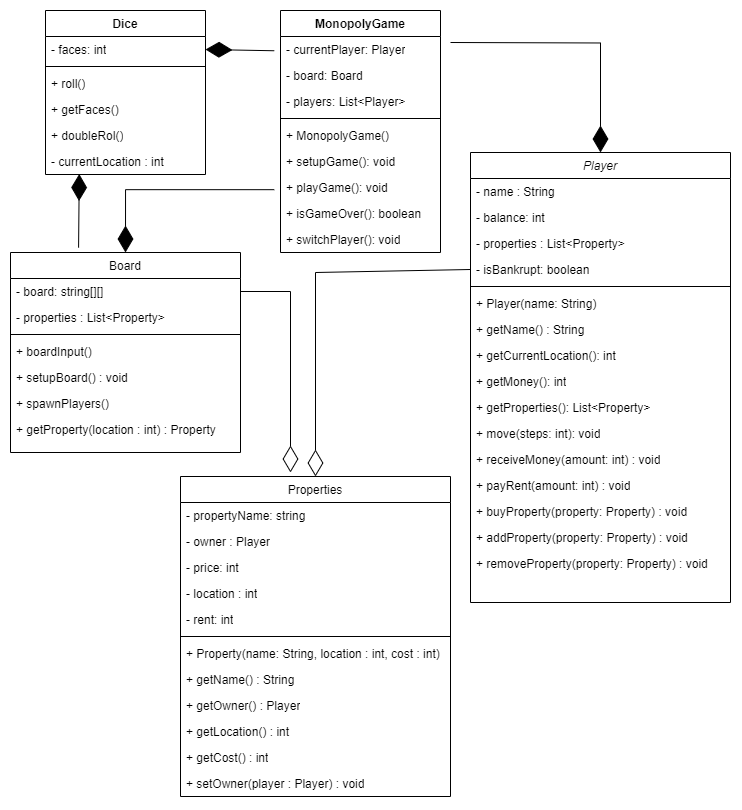 Dice
- faces: int
+ roll()
+ getFaces()
+ doubleRol()
- currentLocation : int
MonopolyGame
- currentPlayer: Player
- board: Board
- players: List<Player>
+ MonopolyGame()
+ setupGame(): void
+ playGame(): void
+ isGameOver(): boolean
+ switchPlayer(): void
Player
- name : String
- balance: int
- properties : List<Property>
- isBankrupt: boolean
+ Player(name: String)
+ getName() : String
+ getCurrentLocation(): int
+ getMoney(): int
+ getProperties(): List<Property>
+ move(steps: int): void
+ receiveMoney(amount: int) : void
+ payRent(amount: int) : void
+ buyProperty(property: Property) : void
+ addProperty(property: Property) : void
+ removeProperty(property: Property) : void
Board
- board: string[][]
- properties : List<Property>
+ boardInput()
+ setupBoard() : void
+ spawnPlayers()
+ getProperty(location : int) : Property
Properties
- propertyName: string
- owner : Player
- price: int
- location : int
- rent: int
+ Property(name: String, location : int, cost : int)
+ getName() : String
+ getOwner() : Player
+ getLocation() : int
+ getCost() : int
+ setOwner(player : Player) : void